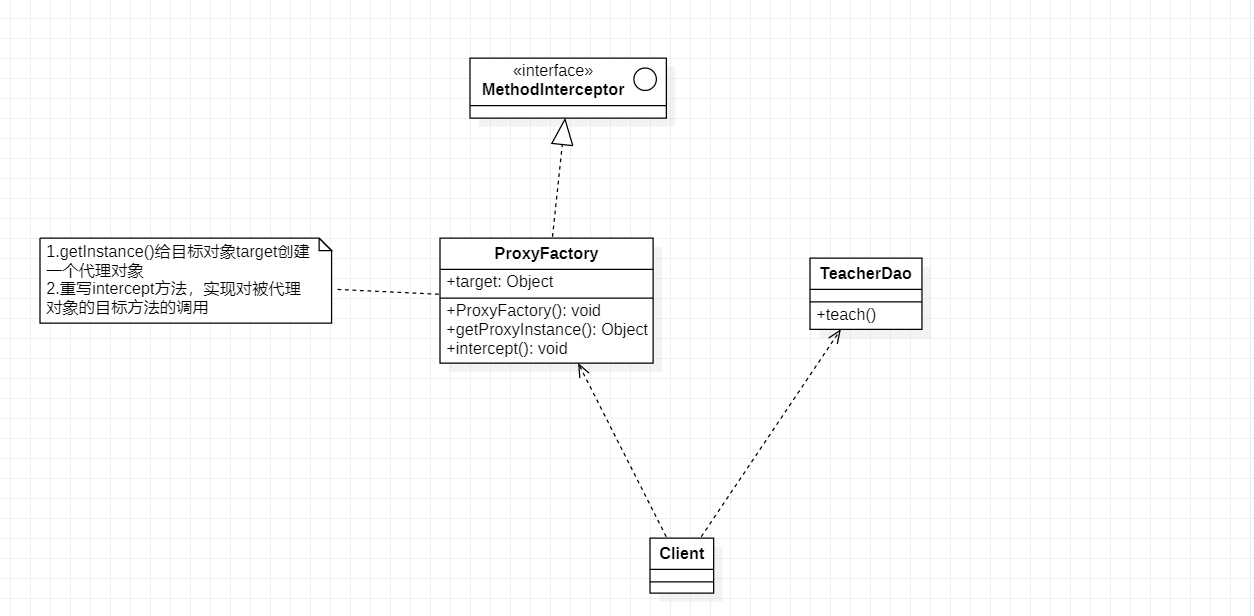 «interface»
MethodInterceptor
1.getInstance()给目标对象target创建
一个代理对象
2.重写intercept方法，实现对被代理
对象的目标方法的调用
ProxyFactory
+target: Object
+ProxyFactory(): void
+getProxyInstance(): Object
+intercept(): void
TeacherDao
+teach()
Client